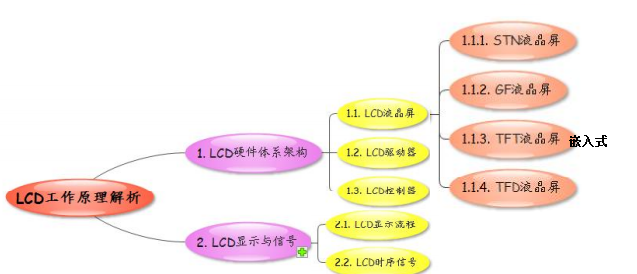 LCD工作原理解析
1. LCD硬件体系架构
1.1. LCD液晶屏
1.1.1. STN液晶屏
1.1.2. GF液晶屏
1.1.3. TFT液晶屏 嵌入式
1.1.4. TFD液晶屏
1.2. LCD驱动器
1.3. LCD控制器
2. LCD显示与信号
2.1. LCD显示流程
2.2. LCD时序信号